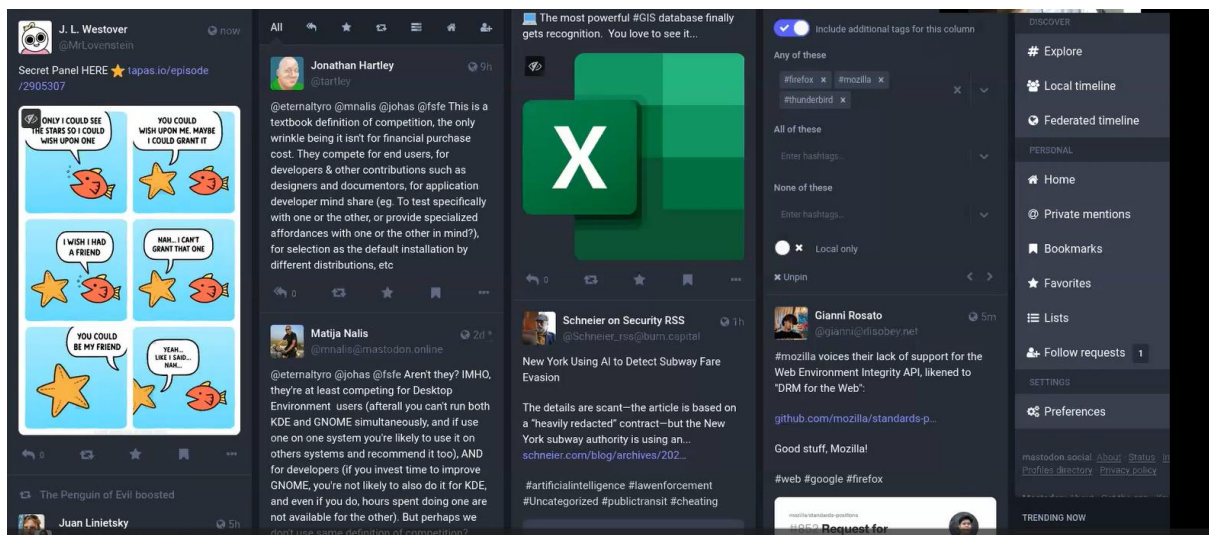 J. L. Westover
now
@MrLovenstein
Secret Panel HERE ⭐ tapas.io/episode
/2905307
ONLY I COULD SEE
THE STARS SO I COULD
WISH UPON ONE
YOU COULD
WISH UPON ME. MAYBE
I COULD GRANT IT
I WISH I HAD
A FRIEND
NAH... I CAN'T
GRANT THAT ONE
YOU COULD
BE MY FRIEND
YEAH...
LIKE I SAID...
NAH...
0
The Penguin of Evil boosted
Juan Linietsky
5h
All
Jonathan Hartley
9h
@tartley
@eternaltyro @mnalis @johas @fsfe This is a
textbook definition of competition, the only
wrinkle being it isn't for financial purchase
cost. They compete for end users, for
developers & other contributions such as
designers and documentors, for application
developer mind share (eg. To test specifically
with one or the other, or provide specialized
affordances with one or the other in mind?),
for selection as the default installation by
different distributions, etc
0
Matija Nalis
2d *
@mnalis@mastodon.online
@eternaltyro @johas @fsfe Aren't they? IMHO,
they're at least competing for Desktop
Environment users (afterall you can't run both
KDE and GNOME simultaneously, and if use
one on one system you're likely to use it on
others systems and recommend it too), AND
for developers (if you invest time to improve
GNOME, you're not likely to also do it for KDE,
and even if you do, hours spent doing one are
not available for the other). But perhaps we
don't use same definition of competition?
The most powerful #GIS database finally
gets recognition. You love to see it...
X
0
Schneier on Security RSS
1h
@Schneier_rss@burn.capital
New York Using AI to Detect Subway Fare
Evasion
The details are scant—the article is based on
a "heavily redacted" contract—but the New
York subway authority is using an...
schneier.com/blog/archives/202...
#artificialintelligence #lawenforcement
#Uncategorized #publictransit #cheating
Include additional tags for this column
Any of these
#firefox × #mozilla ×
#thunderbird ×
All of these
Enter hashtags...
None of these
Enter hashtags...
Local only
× Unpin
Gianni Rosato
5m
@gianni@disobey.net
#mozilla voices their lack of support for the
Web Environment Integrity API, likened to
"DRM for the Web":
github.com/mozilla/standards-p...
Good stuff, Mozilla!
#web #google #firefox
mozilla/standards-positions
#852 Request for
DISCOVER
# Explore
Local timeline
Federated timeline
PERSONAL
Home
@ Private mentions
Bookmarks
Favorites
Lists
Follow requests 1
SETTINGS
Preferences
mastodon.social About Status
Profiles directory Privacy policy
TRENDING NOW